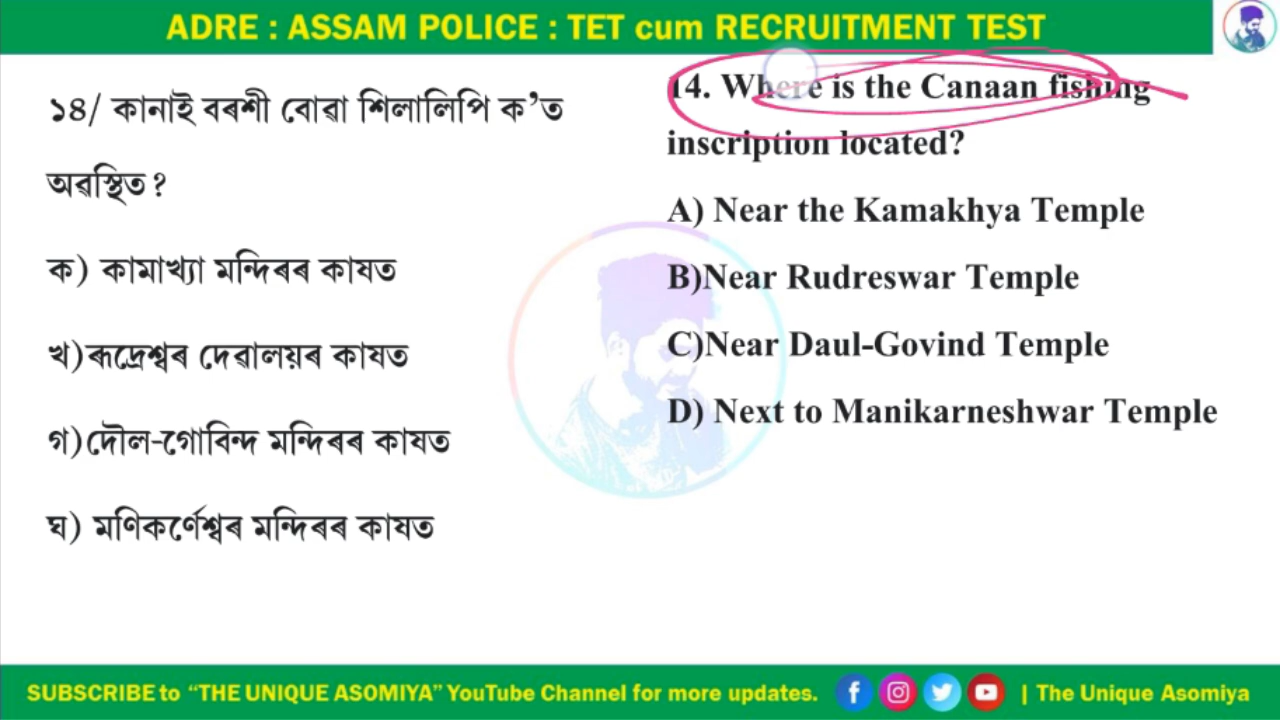 ADRE : ASSAM POLICE : TET cum RECRUITMENT TEST
১৪/ কানাই বৰশী বোৱা শিলালিপি ক’ত
অৱস্থিত?
ক) কামাখ্যা মন্দিৰৰ কাষত
খ)ৰূদ্ৰেশ্বৰ দেৱালয়ৰ কাষত
গ)দৌল-গোবিন্দ মন্দিৰৰ কাষত
ঘ) মণিকৰ্ণেশ্বৰ মন্দিৰৰ কাষত
14. Where is the Canaan fishing
inscription located?
A) Near the Kamakhya Temple
B)Near Rudreswar Temple
C)Near Daul-Govind Temple
D) Next to Manikarneshwar Temple
SUBSCRIBE to “THE UNIQUE ASOMIYA” YouTube Channel for more updates. | The Unique Asomiya